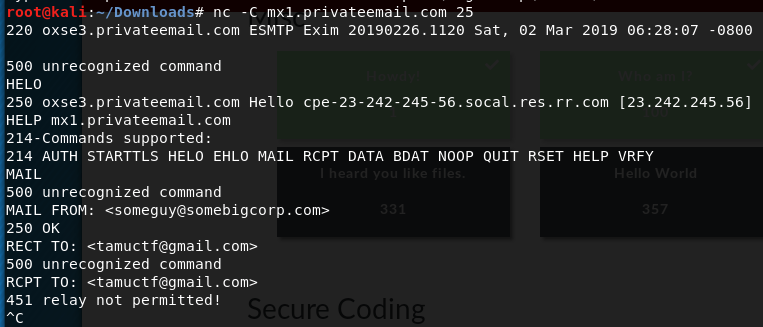 root@kali:~/Downloads# nc -C mx1.privateemail.com 25
220 oxse3.privateemail.com ESMTP Exim 20190226.1120 Sat, 02 Mar 2019 06:28:07 -0800
500 unrecognized command
Howdy!
HELO
250 oxse3.privateemail.com Hello cpe-23-242-245-56.socal.res.rr.com [23.242.245.56]
HELP mx1.privateemail.com
214-Commands supported:
214 AUTH STARTTLS HELO EHLO MAIL RCPT DATA BDAT NOOP QUIT RSET HELP VRFY
MAIL
I heard you like files.
Hello World
500 unrecognized command
MAIL FROM: <someguy@somebigcorp.com>
331
357
250 OK
RECT TO: <tamuctf@gmail.com>
500 unrecognized command
RCPT TO: <tamuctf@gmail.com>
451 relay not permitted!
Secure Coding
^C